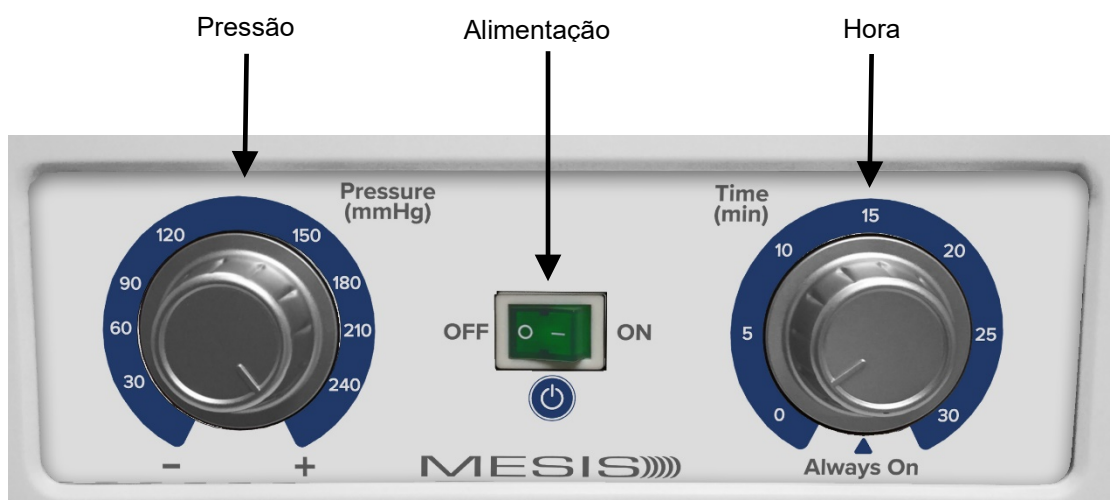 Pressão
Alimentação
Hora
Pressure
(mmHg)
30
60
90
120
150
180
210
240
−
+
OFF
O
–
ON
MESIS
Time
(min)
0
5
10
15
20
25
30
Always On